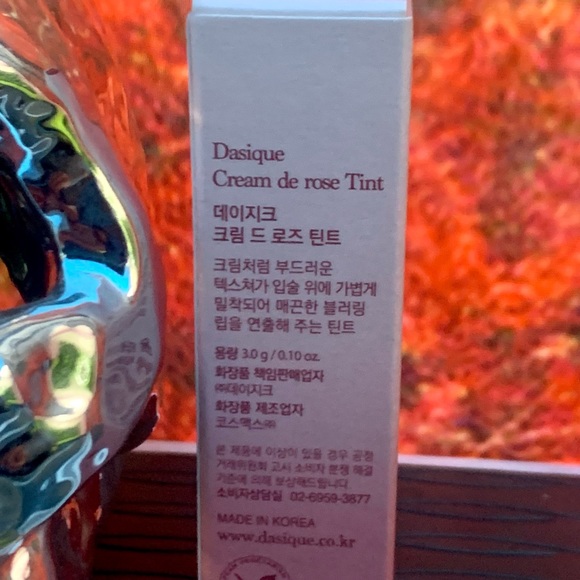 Dasique
Cream de rose Tint
데이지크
크림 드 로즈 틴트
크림처럼 부드러운
텍스쳐가 입술 위에 가볍게
밀착되어 매끈한 블러링
립을 연출해 주는 틴트
용량 3.0 g / 0.10 oz.
화장품 책임판매업자
㈜데이지크
화장품 제조업자
코스맥스㈜
본 제품에 이상이 있을 경우 공정
거래위원회 고시 소비자 분쟁 해결
기준에 의해 보상해드립니다.
소비자상담실 02-6959-3877
MADE IN KOREA
www.dasique.co.kr